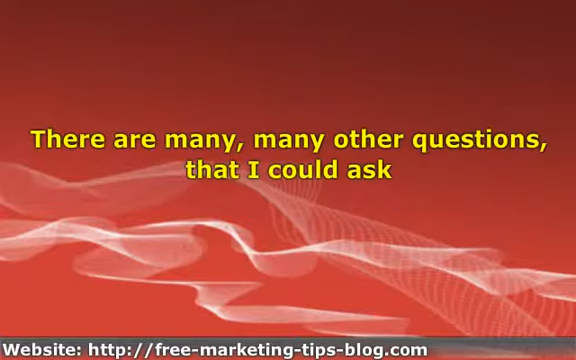 There are many, many other questions,
that I could ask
Website: http://free-marketing-tips-blog.com